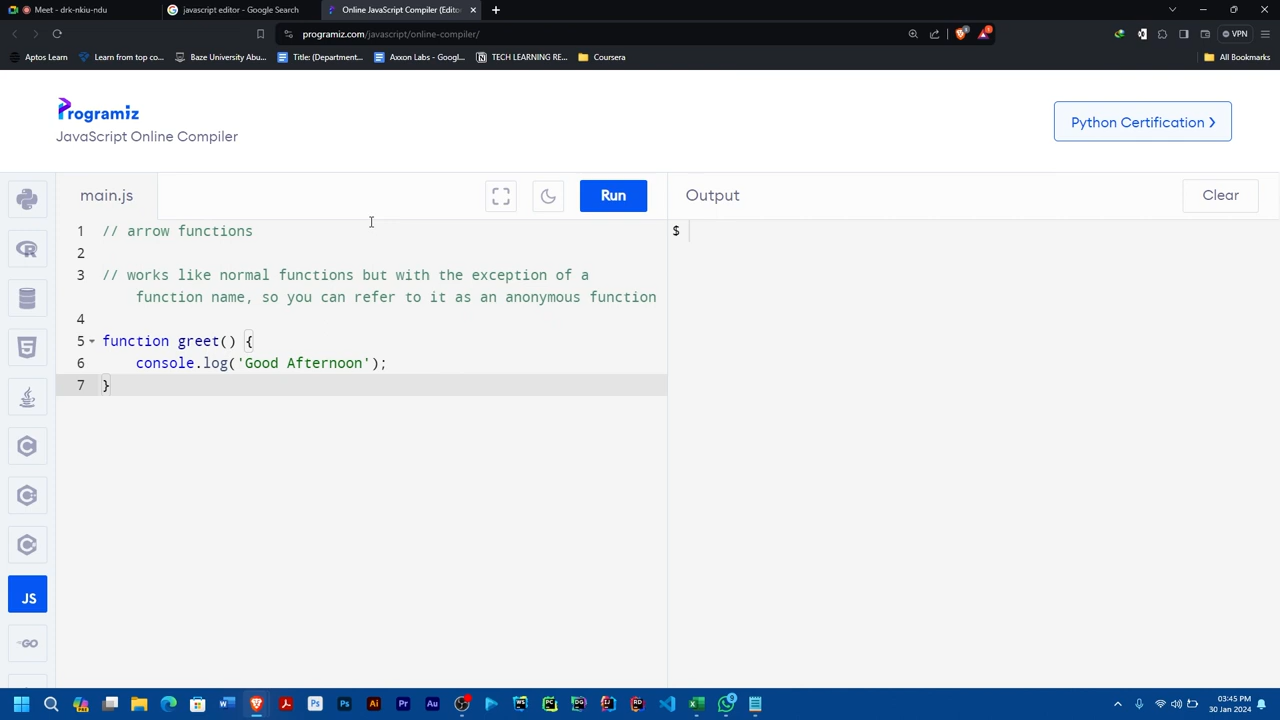 Meet - drk-nkiu-ndu
javascript editor - Google Search
Online JavaScript Compiler (Editor
programiz.com/javascript/online-compiler/
VPN
Aptos Learn
Learn from top co...
Baze University Abu...
Title: (Department...
Axxon Labs - Googl...
TECH LEARNING RE...
Coursera
All Bookmarks
Programiz
JavaScript Online Compiler
Python Certification
main.js
Run
Output
Clear
1 // arrow functions
2
3 // works like normal functions but with the exception of a
function name, so you can refer to it as an anonymous function
4
5 function greet() {
6 console.log('Good Afternoon');
7 }
$
JS
GO
03:45 PM
30 Jan 2024